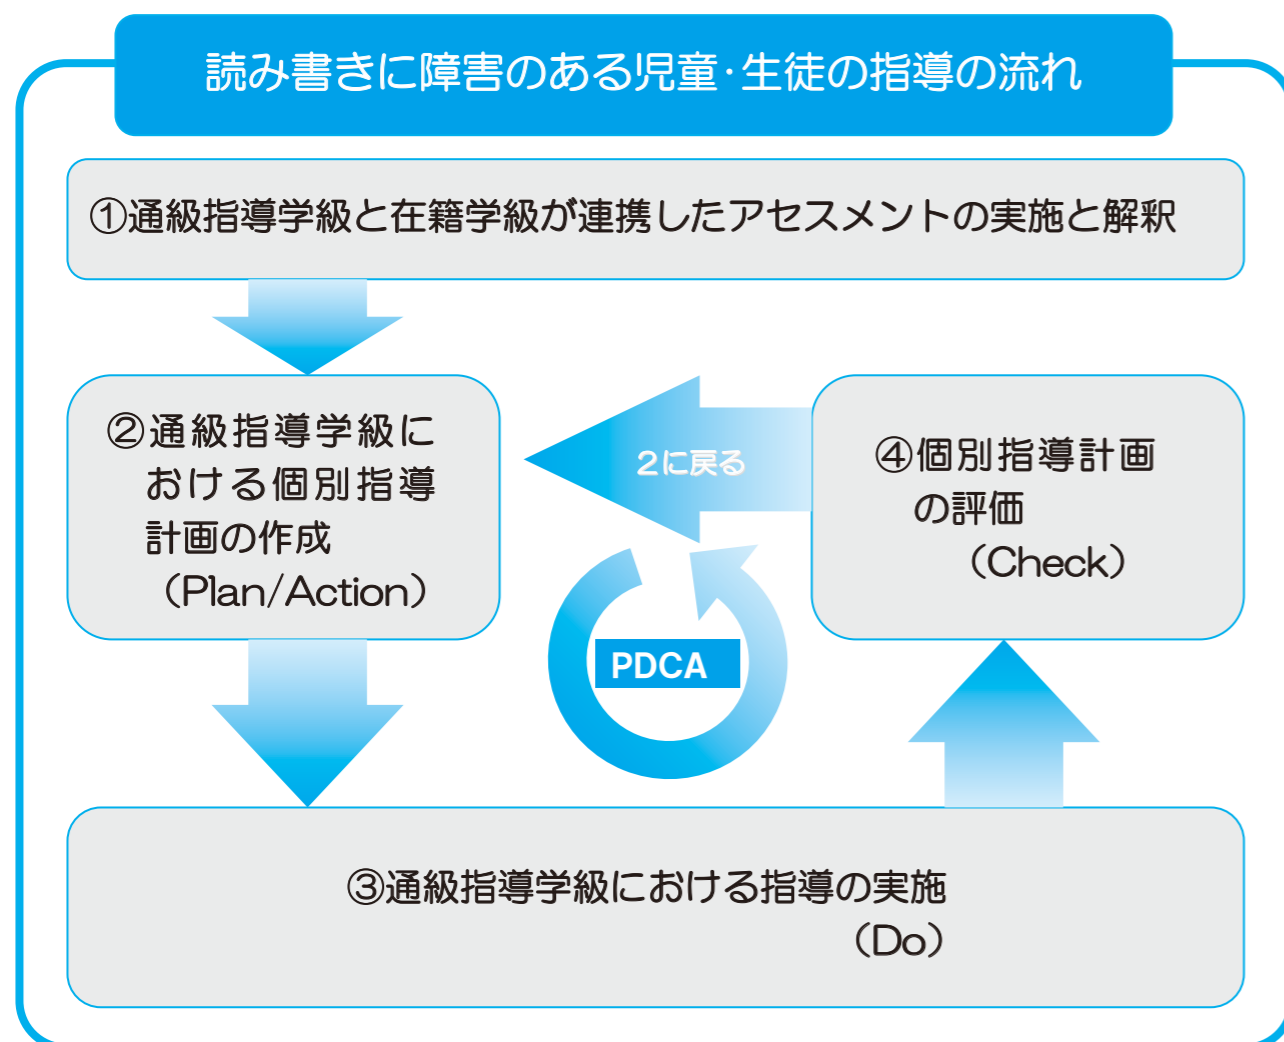 読み書きに障害のある児童・生徒の指導の流れ
①通級指導学級と在籍学級が連携したアセスメントの実施と解釈
②通級指導学級に
おける個別指導
計画の作成
（Plan/Action）
2に戻る
④個別指導計画
の評価
（Check）
PDCA
③通級指導学級における指導の実施
（Do）